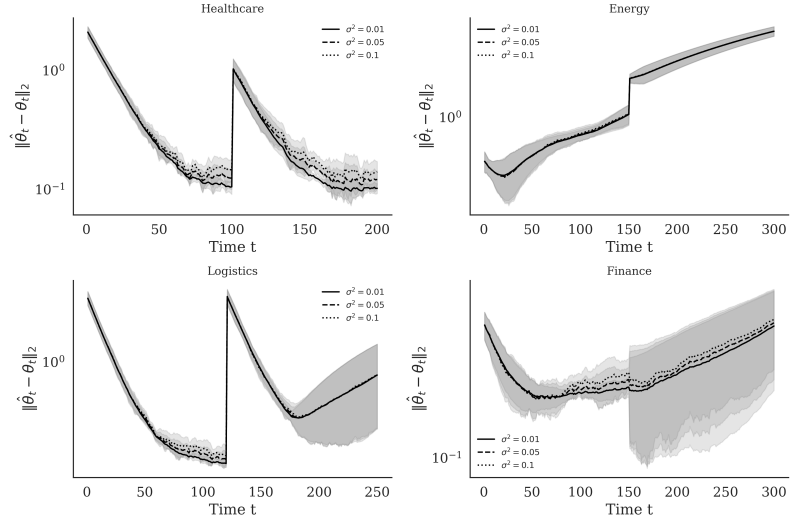 Healthcare
‖θ̂ₜ − θₜ‖₂
10⁰
10⁻¹
σ² = 0.01
σ² = 0.05
σ² = 0.1
0 50 100 150 200
Time t
Energy
‖θ̂ₜ − θₜ‖₂
10⁰
σ² = 0.01
σ² = 0.05
σ² = 0.1
0 50 100 150 200 250 300
Time t
Logistics
‖θ̂ₜ − θₜ‖₂
10⁰
σ² = 0.01
σ² = 0.05
σ² = 0.1
0 50 100 150 200 250
Time t
Finance
‖θ̂ₜ − θₜ‖₂
10⁻¹
σ² = 0.01
σ² = 0.05
σ² = 0.1
0 50 100 150 200 250 300
Time t